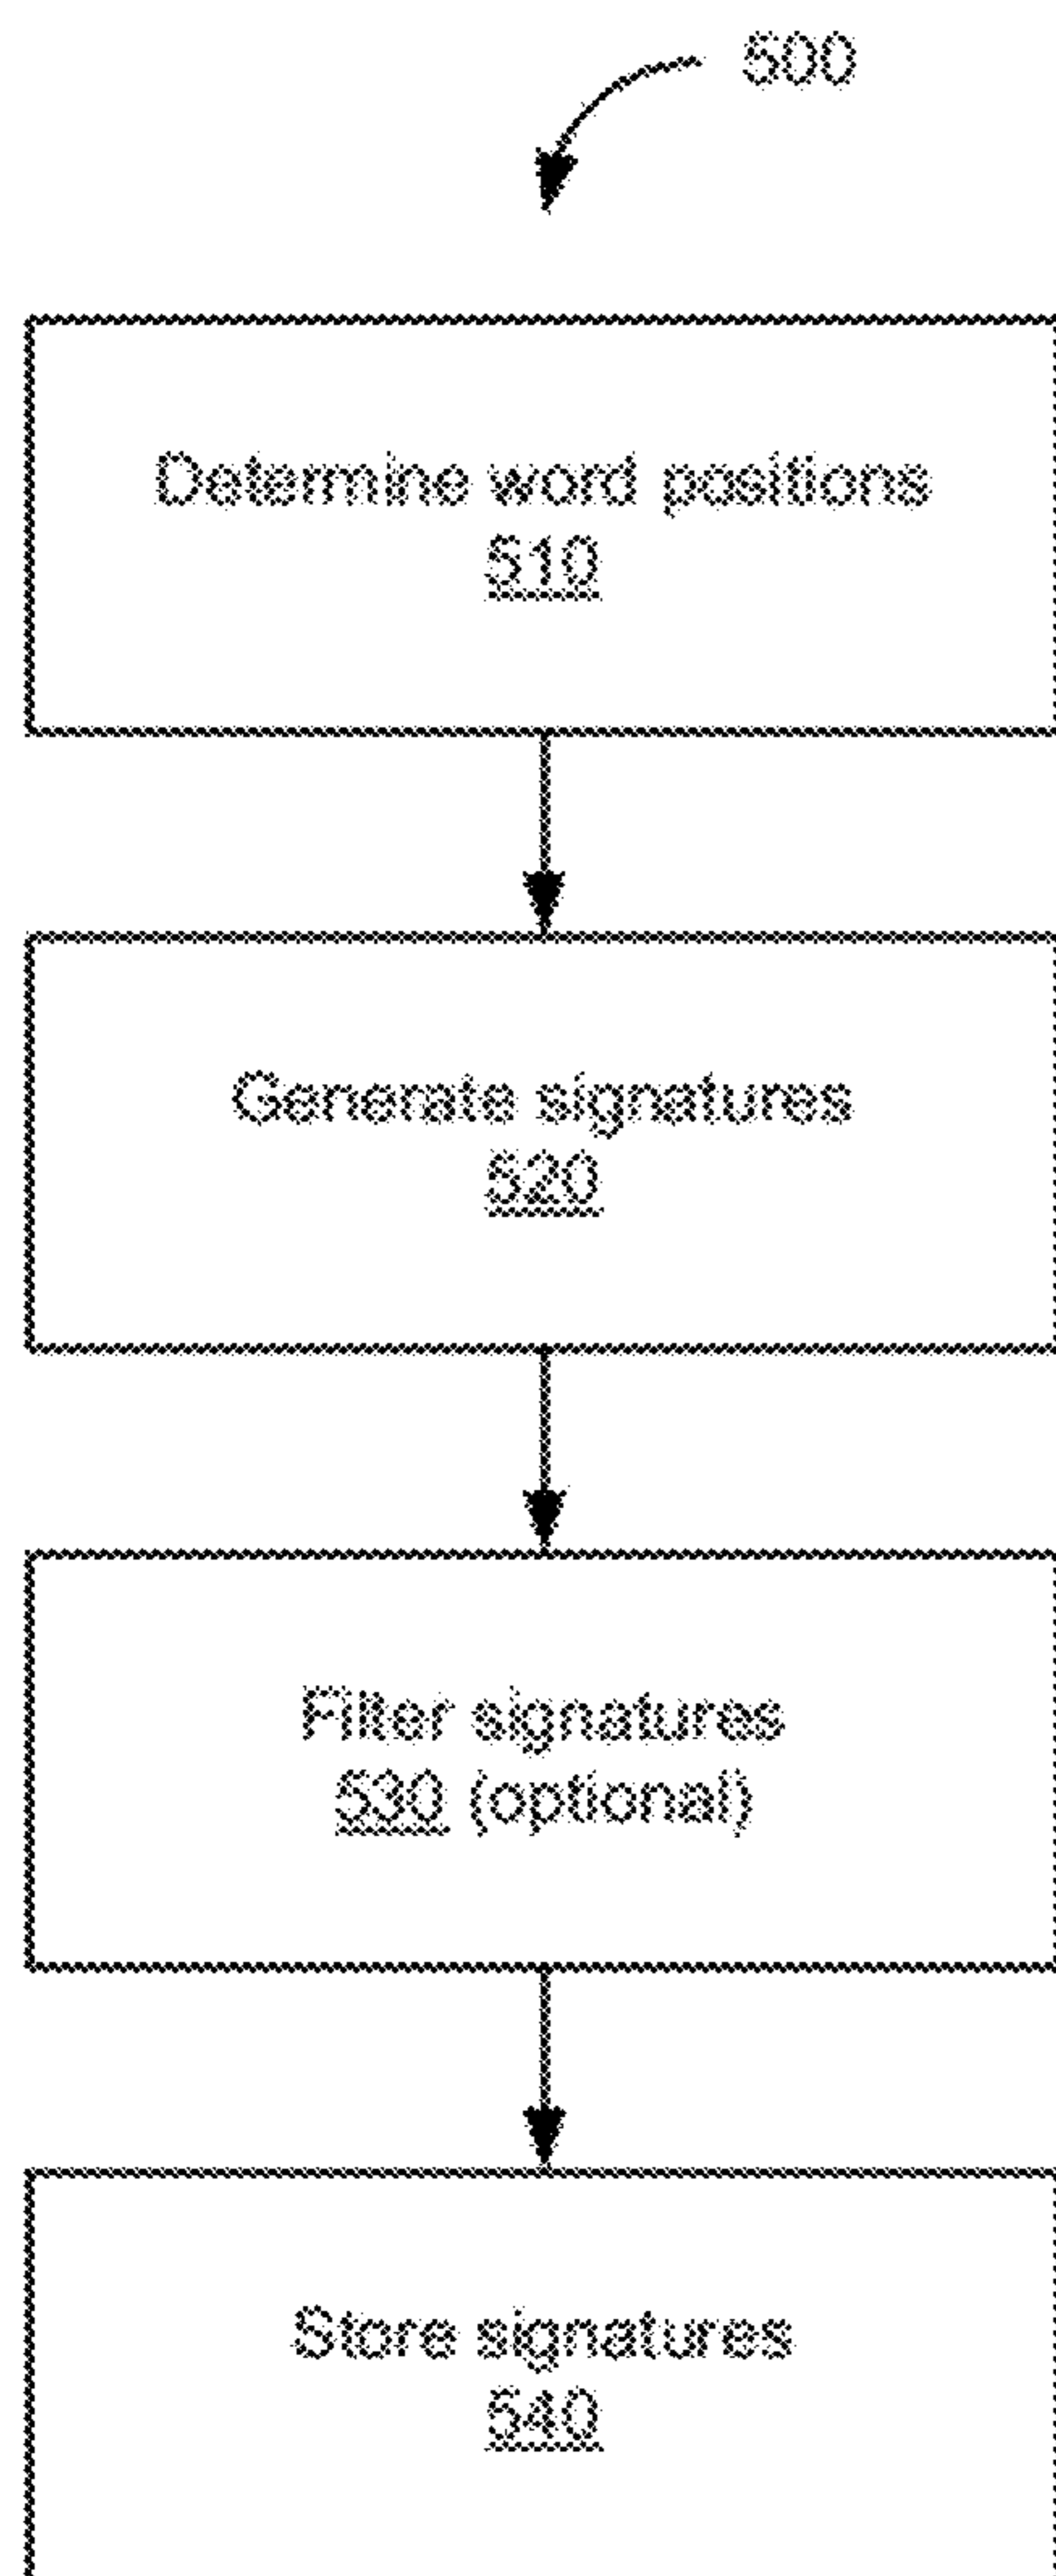 500
Determine word positions
510
Generate signatures
520
Filter signatures
530 (optional)
Store signatures
540